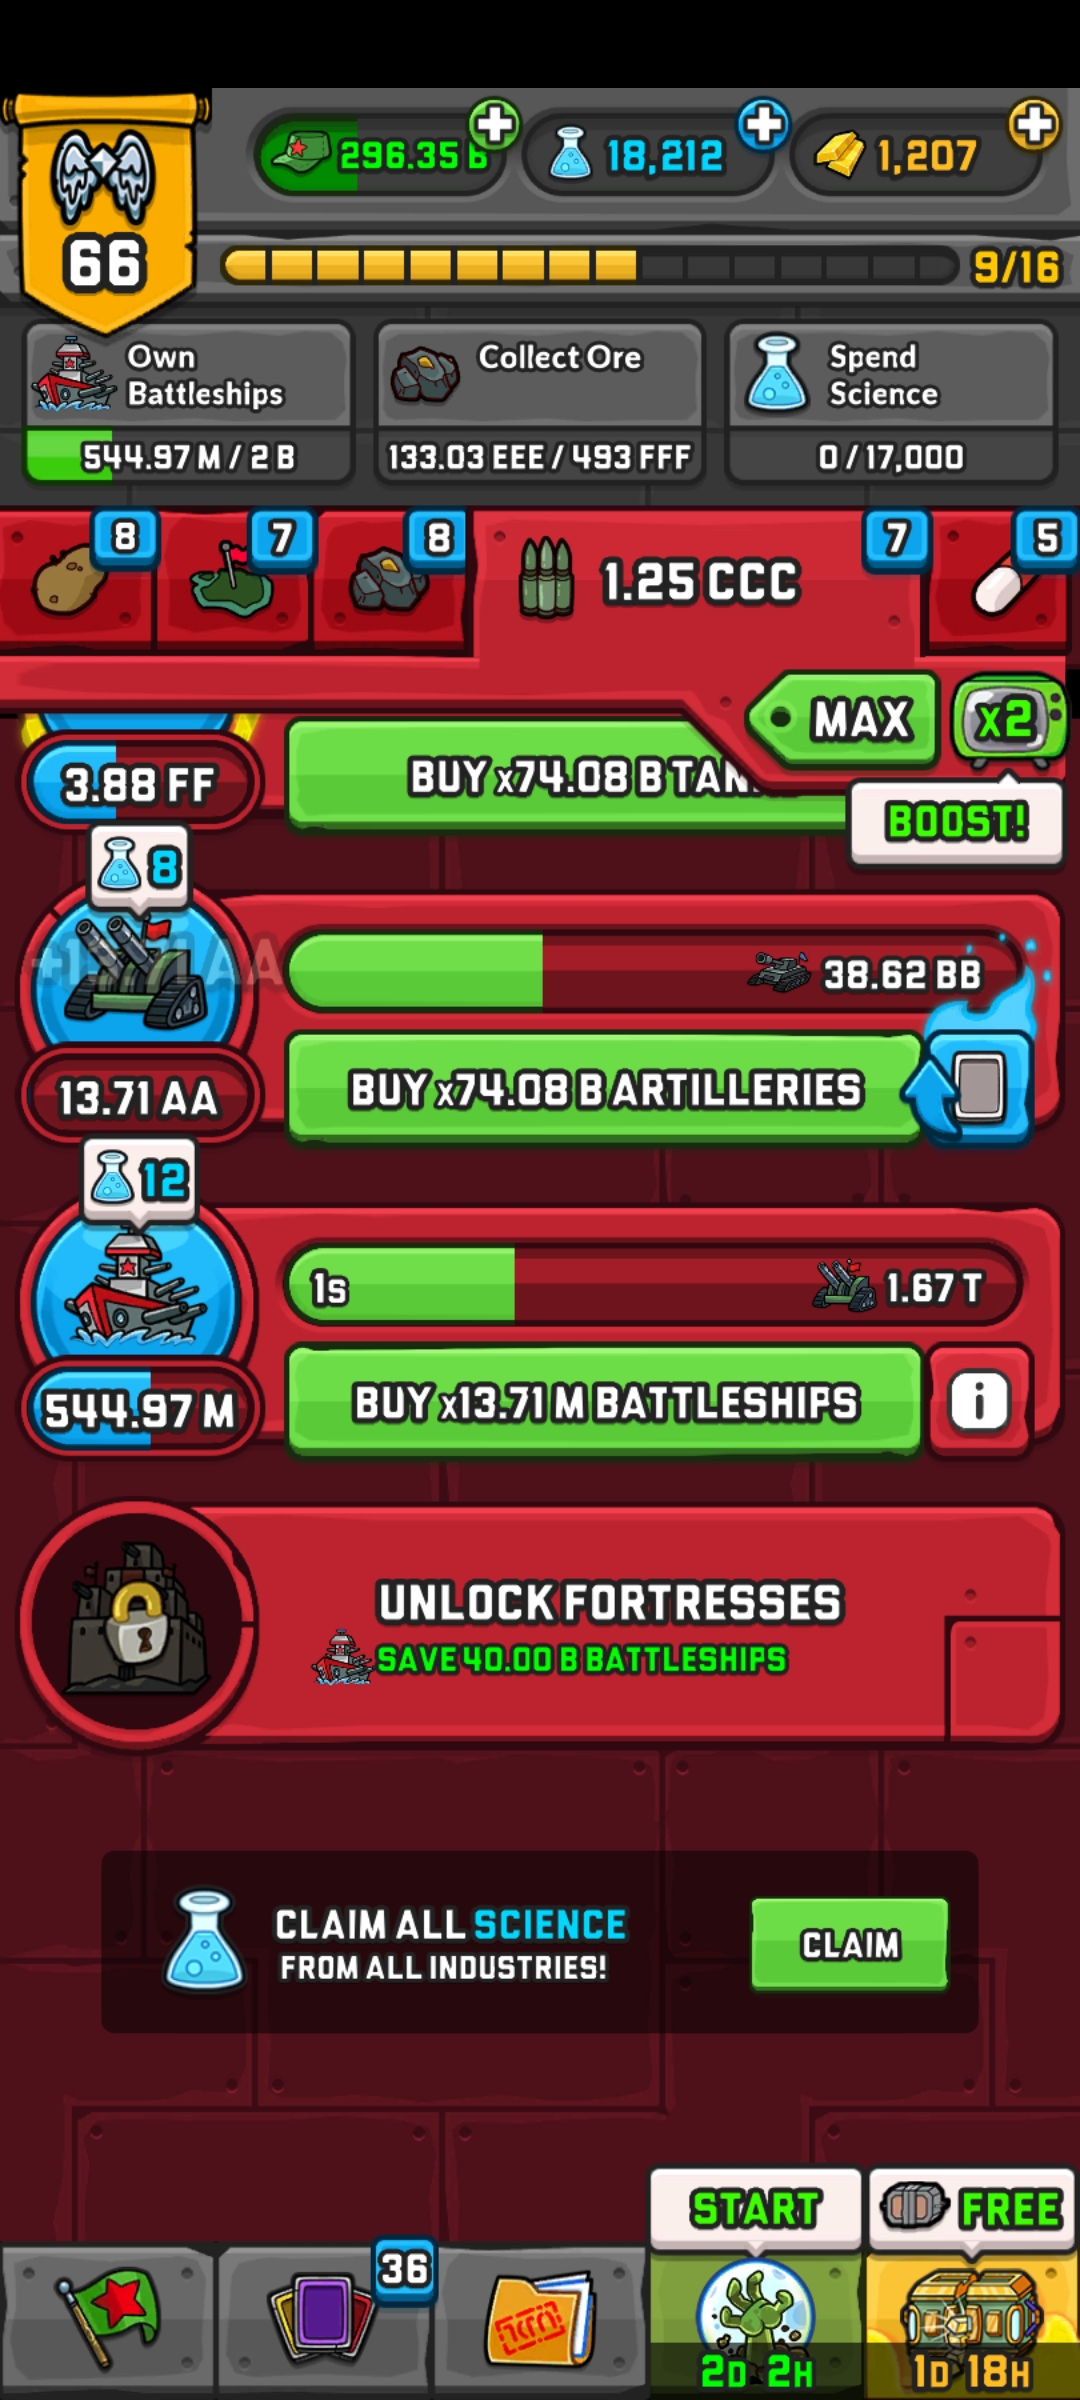 66
296.35 B
18,212
1,207
9/16
Own
Battleships
544.97 M / 2 B
Collect Ore
133.03 EEE / 493 FFF
Spend
Science
0 / 17,000
8
7
8
1.25 CCC
7
5
MAX
x2
BOOST!
3.88 FF
BUY x74.08 B
8
38.62 BB
13.71 AA
BUY x74.08 B ARTILLERIES
12
1s
1.67 T
544.97 M
BUY x13.71 M BATTLESHIPS
i
UNLOCK FORTRESSES
SAVE 40.00 B BATTLESHIPS
CLAIM ALL SCIENCE
FROM ALL INDUSTRIES!
CLAIM
START
FREE
36
2D 2H
1D 18H